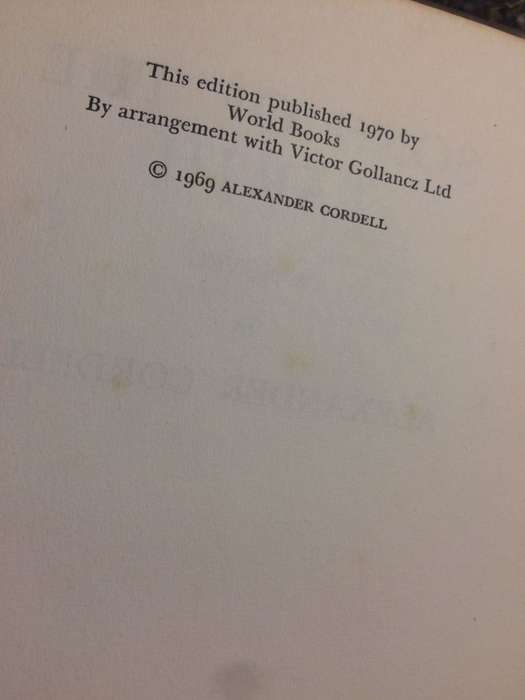 This edition published 1970 by
World Books
By arrangement with Victor Gollancz Ltd
© 1969 ALEXANDER CORDELL